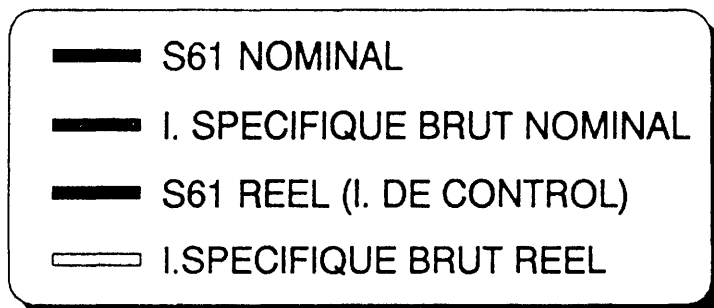 S61 NOMINAL
I. SPECIFIQUE BRUT NOMINAL
S61 REEL (I. DE CONTROL)
I.SPECIFIQUE BRUT REEL